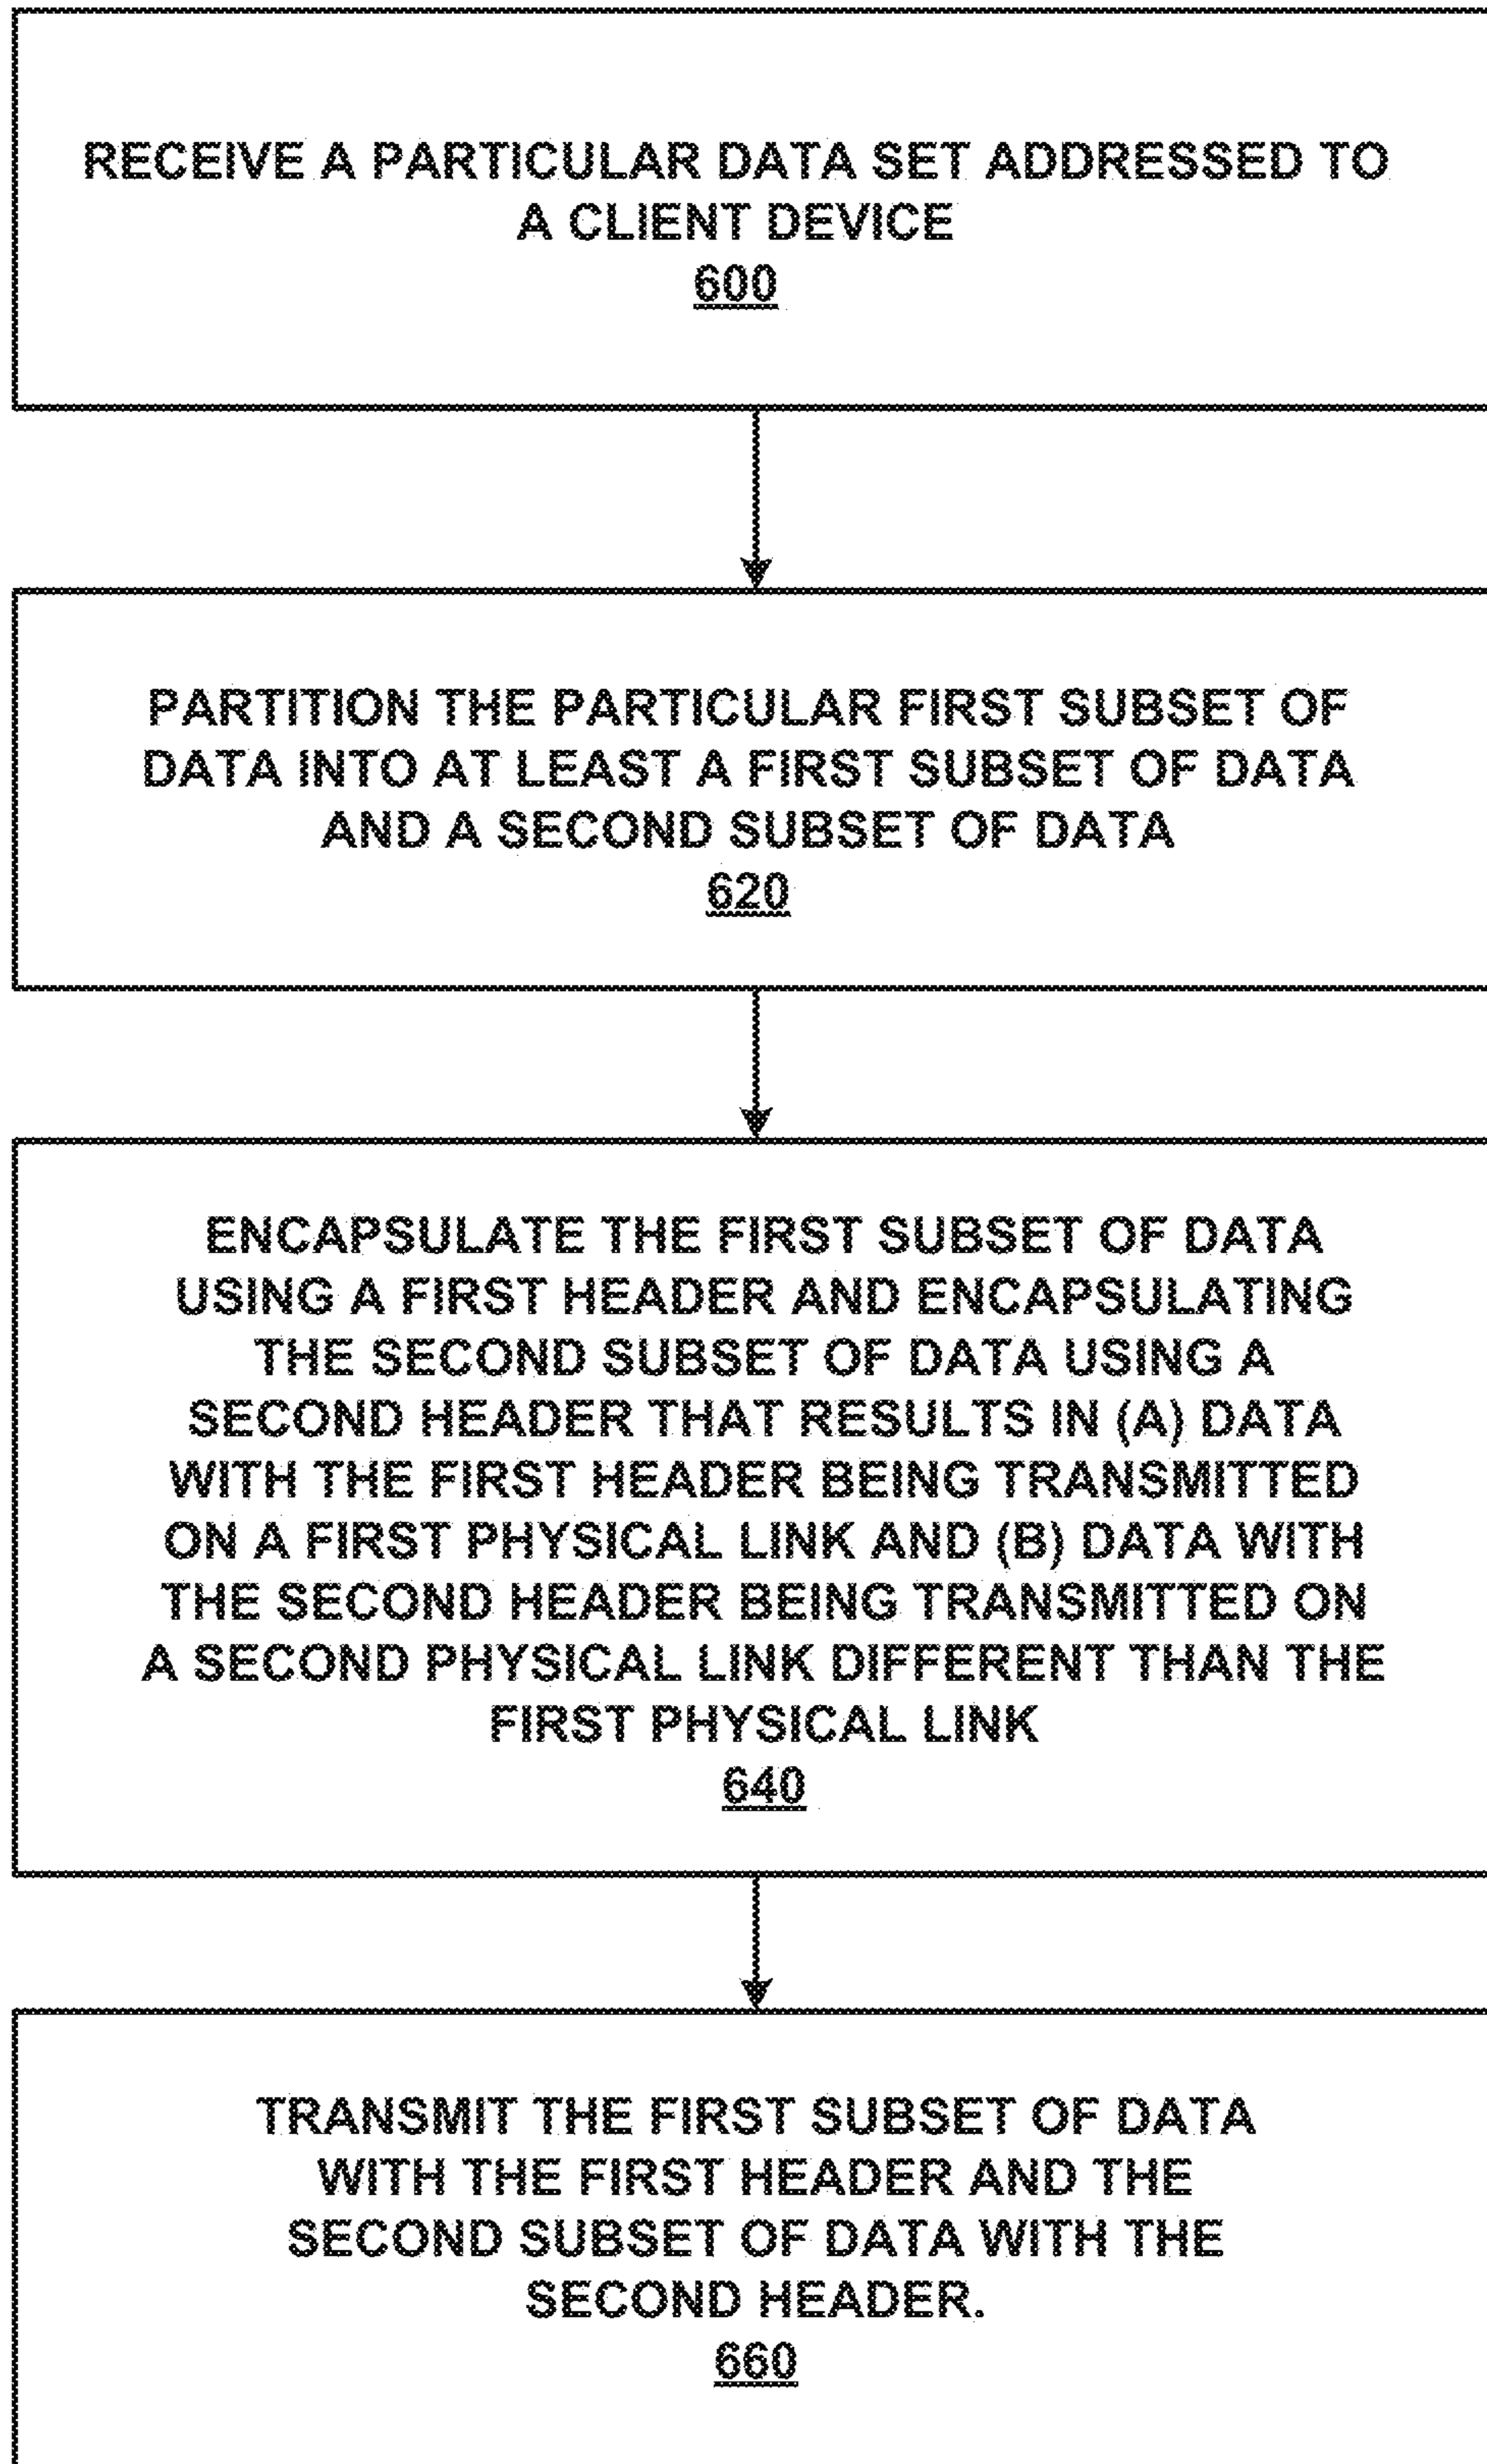 RECEIVE A PARTICULAR DATA SET ADDRESSED TO
A CLIENT DEVICE
600
PARTITION THE PARTICULAR FIRST SUBSET OF
DATA INTO AT LEAST A FIRST SUBSET OF DATA
AND A SECOND SUBSET OF DATA
620
ENCAPSULATE THE FIRST SUBSET OF DATA
USING A FIRST HEADER AND ENCAPSULATING
THE SECOND SUBSET OF DATA USING A
SECOND HEADER THAT RESULTS IN (A) DATA
WITH THE FIRST HEADER BEING TRANSMITTED
ON A FIRST PHYSICAL LINK AND (B) DATA WITH
THE SECOND HEADER BEING TRANSMITTED ON
A SECOND PHYSICAL LINK DIFFERENT THAN THE
FIRST PHYSICAL LINK
640
TRANSMIT THE FIRST SUBSET OF DATA
WITH THE FIRST HEADER AND THE
SECOND SUBSET OF DATA WITH THE
SECOND HEADER.
660